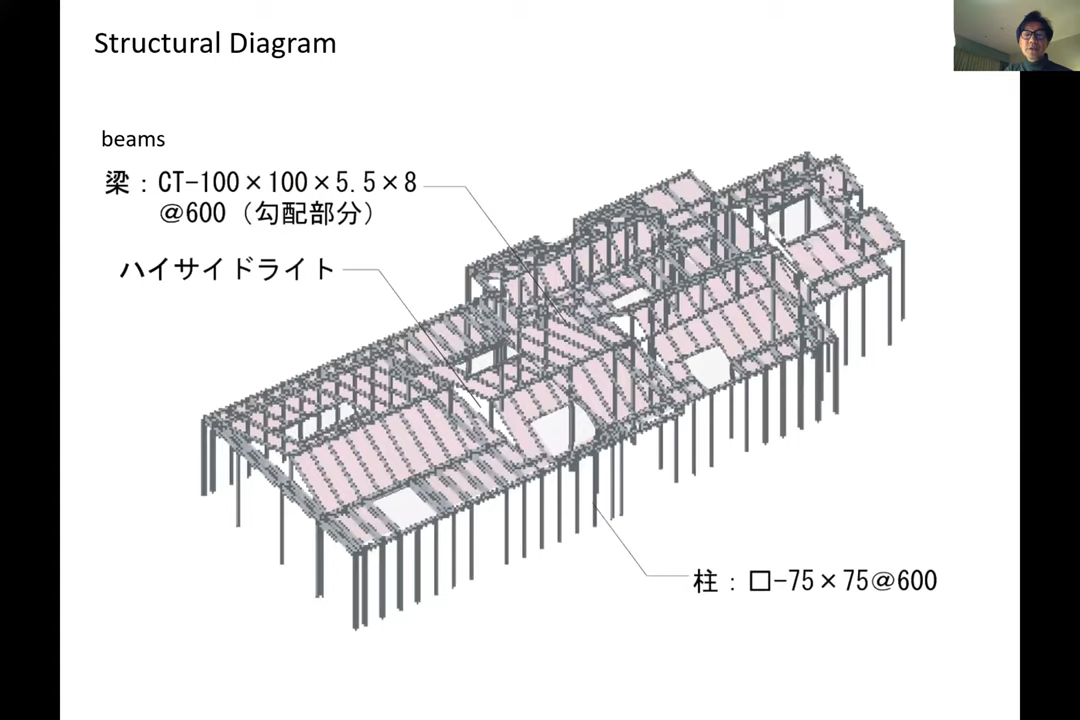 Structural Diagram
beams
梁：CT-100×100×5.5×8
@600（勾配部分）
ハイサイドライト
柱：□-75×75@600